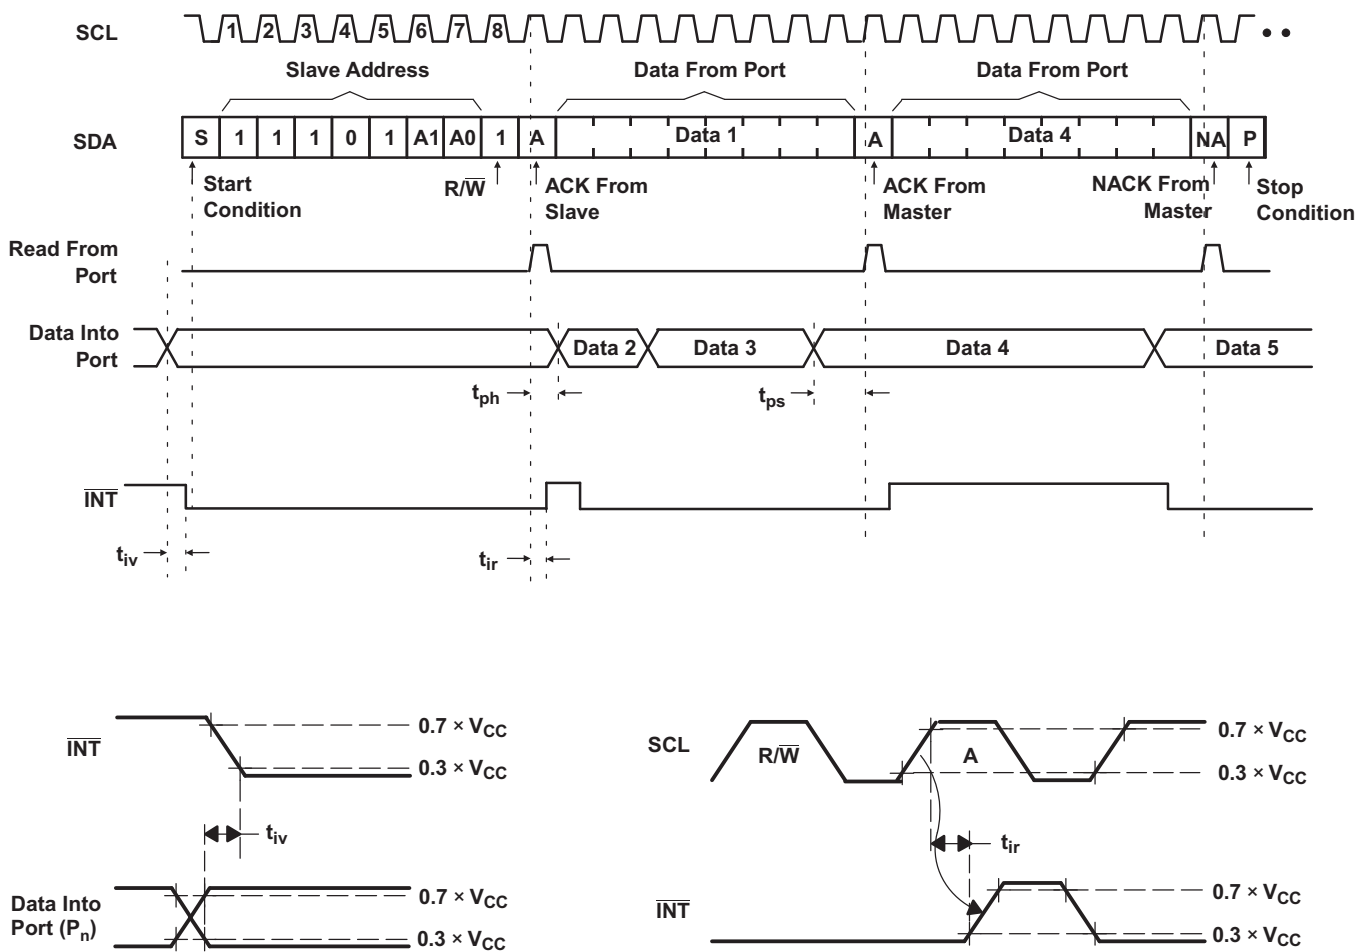 SCL
1 2 3 4 5 6 7 8
Slave Address
Data From Port
Data From Port
SDA
S 1 1 1 0 1 A1 A0 1 A Data 1 A Data 4 NA P
Start
Condition
R/W̅
ACK From
Slave
ACK From
Master
NACK From
Master
Stop
Condition
Read From
Port
Data Into
Port
Data 2 Data 3 Data 4 Data 5
tph
tps
I̅N̅T̅
tiv
tir
I̅N̅T̅
0.7 × VCC
0.3 × VCC
tiv
Data Into
Port (Pn)
0.7 × VCC
0.3 × VCC
SCL
R/W̅
A
0.7 × VCC
0.3 × VCC
tir
I̅N̅T̅
0.7 × VCC
0.3 × VCC